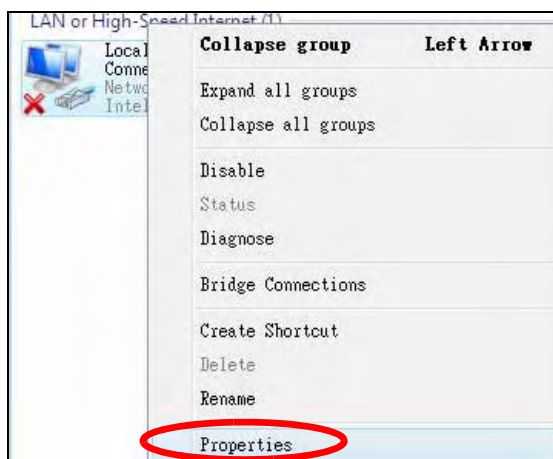 LAN or High-Speed Internet (1)
Local
Conne
Netwo
Intel
Collapse group Left Arrow
Expand all groups
Collapse all groups
Disable
Status
Diagnose
Bridge Connections
Create Shortcut
Delete
Rename
Properties